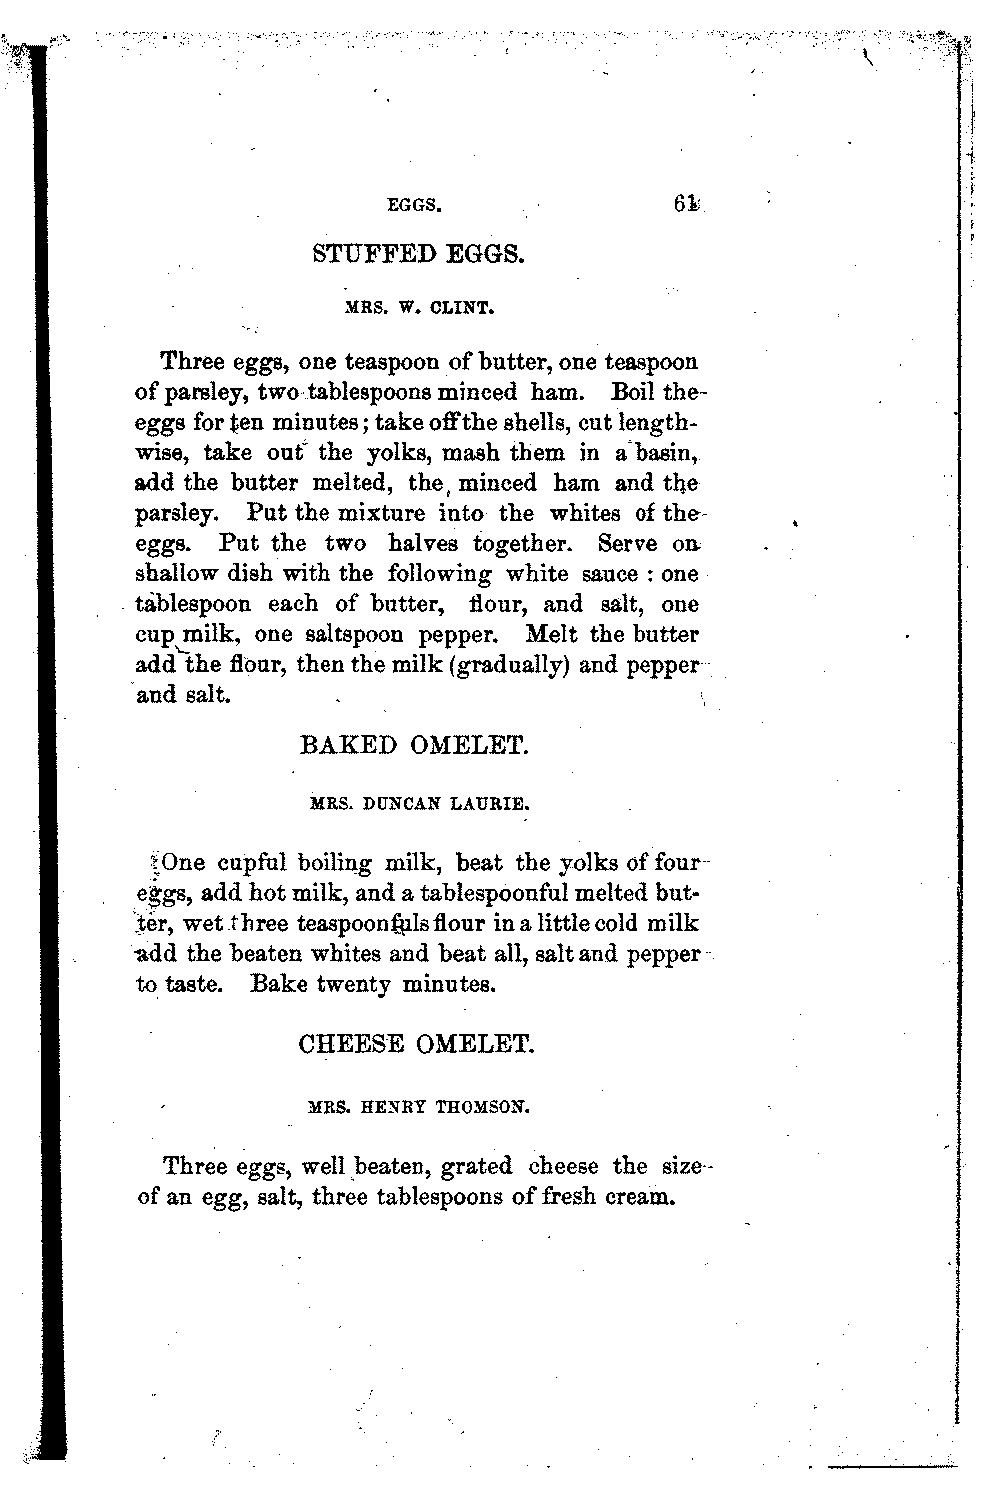 EGGS. 61
STUFFED EGGS.
MRS. W. CLINT.
Three eggs, one teaspoon of butter, one teaspoon
of parsley, two tablespoons minced ham. Boil the
eggs for ten minutes; take off the shells, cut length-
wise, take out the yolks, mash them in a basin,
add the butter melted, the minced ham and the
parsley. Put the mixture into the whites of the
eggs. Put the two halves together. Serve on
shallow dish with the following white sauce : one
tablespoon each of butter, flour, and salt, one
cup milk, one saltspoon pepper. Melt the butter
add the flour, then the milk (gradually) and pepper
and salt.
BAKED OMELET.
MRS. DUNCAN LAURIE.
One cupful boiling milk, beat the yolks of four
eggs, add hot milk, and a tablespoonful melted but-
ter, wet three teaspoonfuls flour in a little cold milk
add the beaten whites and beat all, salt and pepper
to taste. Bake twenty minutes.
CHEESE OMELET.
MRS. HENRY THOMSON.
Three eggs, well beaten, grated cheese the size
of an egg, salt, three tablespoons of fresh cream.